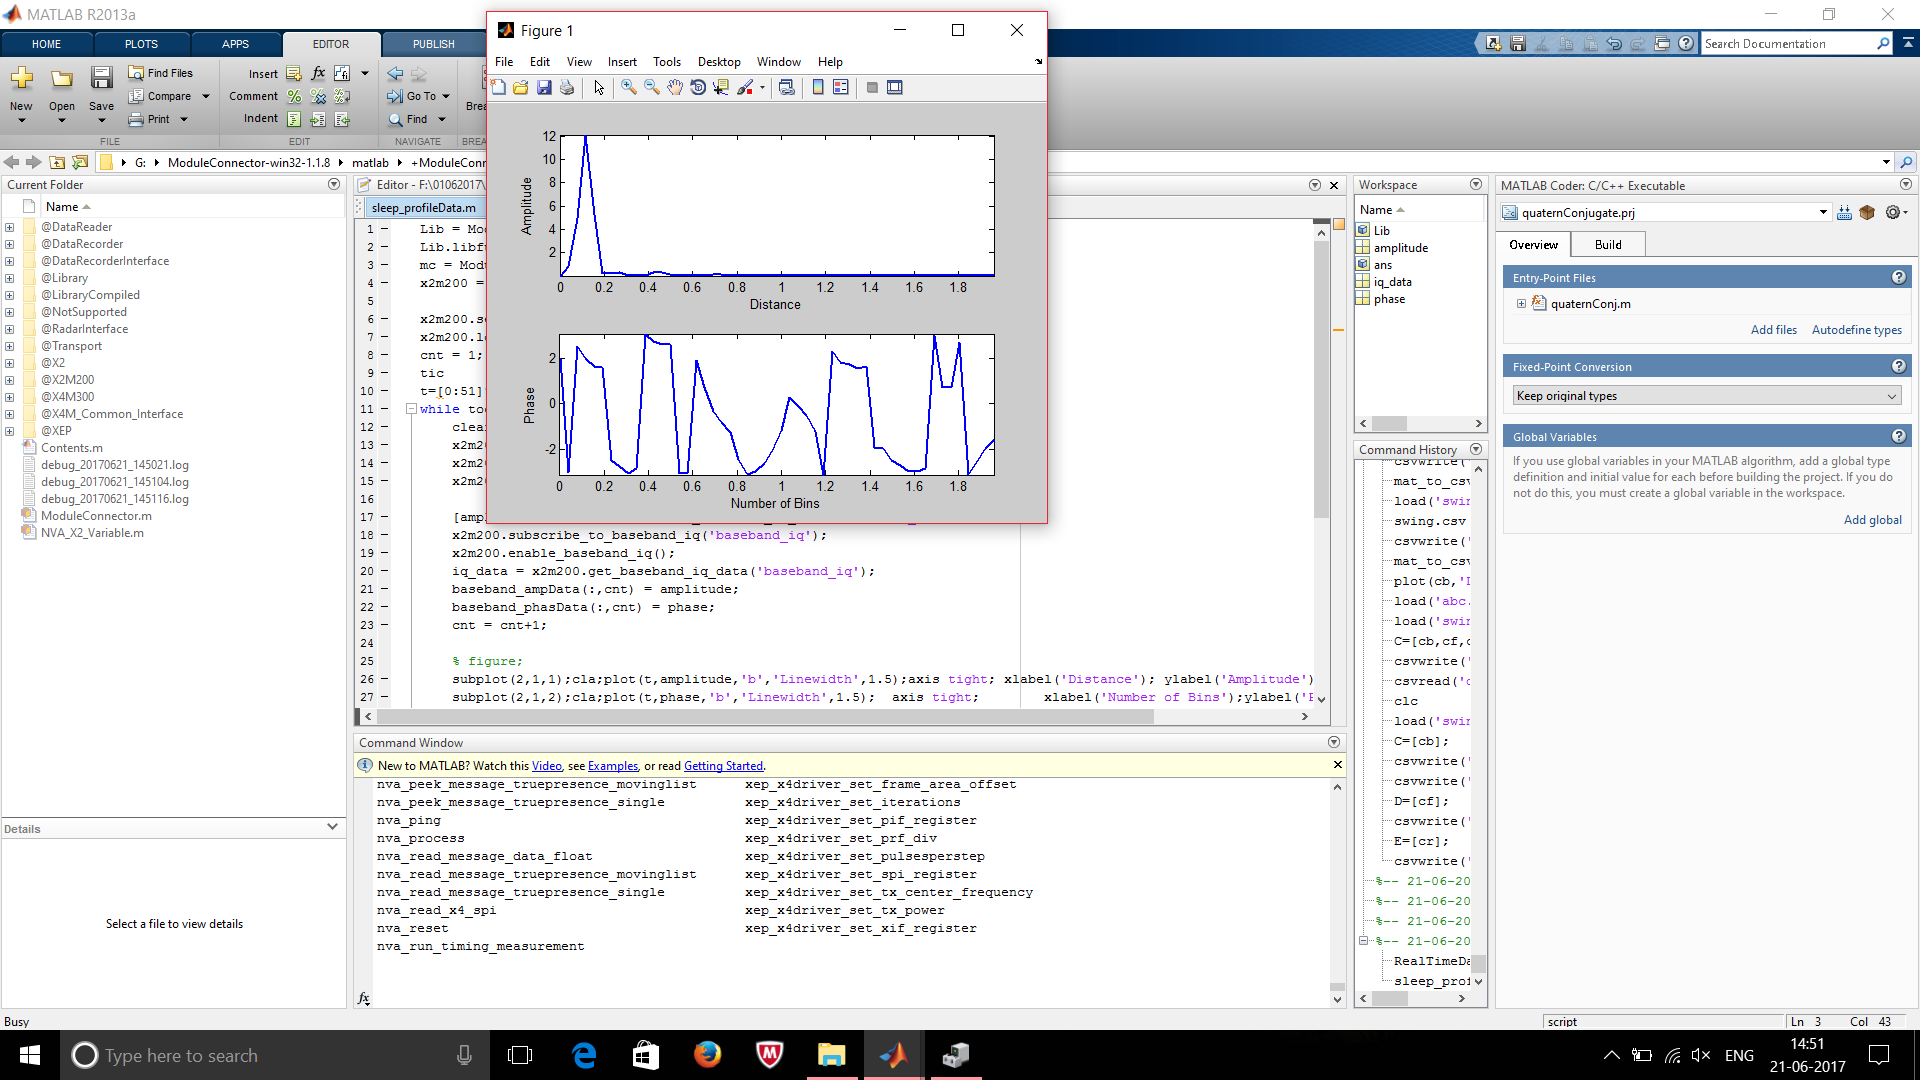 MATLAB R2013a
HOME PLOTS APPS EDITOR PUBLISH
Search Documentation
New Open Save
Find Files
Compare
Print
Insert
Comment
Indent
Go To
Find
FILE EDIT NAVIGATE
G: ModuleConnector-win32-1.1.8 matlab
Current Folder
Name
@DataReader
@DataRecorder
@DataRecorderInterface
@Library
@LibraryCompiled
@NotSupported
@RadarInterface
@Transport
@X2
@X2M200
@X4M300
@X4M_Common_Interface
@XEP
Contents.m
debug_20170621_145021.log
debug_20170621_145104.log
debug_20170621_145116.log
ModuleConnector.m
NVA_X2_Variable.m
Details
Select a file to view details
Figure 1
File Edit View Insert Tools Desktop Window Help
12
10
8
6
4
2
Amplitude
0 0.2 0.4 0.6 0.8 1 1.2 1.4 1.6 1.8
Distance
2
0
-2
Phase
0 0.2 0.4 0.6 0.8 1 1.2 1.4 1.6 1.8
Number of Bins
Editor - F:\01062017\
sleep_profileData.m
1 Lib =
2
3 mc =
4 x2m200 =
5
6
7
8 cnt = 1;
9 tic
10 t=[0:51]
11 while
12
13
14
15
16
17
18 x2m200.subscribe_to_baseband_iq('baseband_iq');
19 x2m200.enable_baseband_iq();
20 iq_data = x2m200.get_baseband_iq_data('baseband_iq');
21 baseband_ampData(:,cnt) = amplitude;
22 baseband_phasData(:,cnt) = phase;
23 cnt = cnt+1;
24
25 % figure;
26 subplot(2,1,1);cla;plot(t,amplitude,'b','Linewidth',1.5);axis tight; xlabel('Distance'); ylabel('Amplitude')
27 subplot(2,1,2);cla;plot(t,phase,'b','Linewidth',1.5); axis tight; xlabel('Number of Bins');ylabel('
Command Window
New to MATLAB? Watch this Video, see Examples, or read Getting Started.
nva_peek_message_truepresence_movinglist xep_x4driver_set_frame_area_offset
nva_peek_message_truepresence_single xep_x4driver_set_iterations
nva_ping xep_x4driver_set_pif_register
nva_process xep_x4driver_set_prf_div
nva_read_message_data_float xep_x4driver_set_pulsesperstep
nva_read_message_truepresence_movinglist xep_x4driver_set_spi_register
nva_read_message_truepresence_single xep_x4driver_set_tx_center_frequency
nva_read_x4_spi xep_x4driver_set_tx_power
nva_reset xep_x4driver_set_xif_register
nva_run_timing_measurement
fx
Workspace
Name
Lib
amplitude
ans
iq_data
phase
Command History
csvwrite('
mat_to_csv
load('swing
swing.csv
csvwrite('
mat_to_csv
plot(cb,'
load('abc.
load('swin
C=[cb,cf,c
csvwrite('
csvread('c
clc
load('swin
C=[cb];
csvwrite('
csvwrite('
D=[cf];
csvwrite('
E=[cr];
csvwrite('
%-- 21-06-20
%-- 21-06-20
%-- 21-06-20
%-- 21-06-20
RealTimeDa
sleep_prof
MATLAB Coder: C/C++ Executable
quaternConjugate.prj
Overview Build
Entry-Point Files
quaternConj.m
Add files Autodefine types
Fixed-Point Conversion
Keep original types
Global Variables
If you use global variables in your MATLAB algorithm, add a global type
definition and initial value for each before building the project. If you do
not do this, you must create a global variable in the workspace.
Add global
Busy
script
Ln 3 Col 43
Type here to search
ENG
14:51
21-06-2017